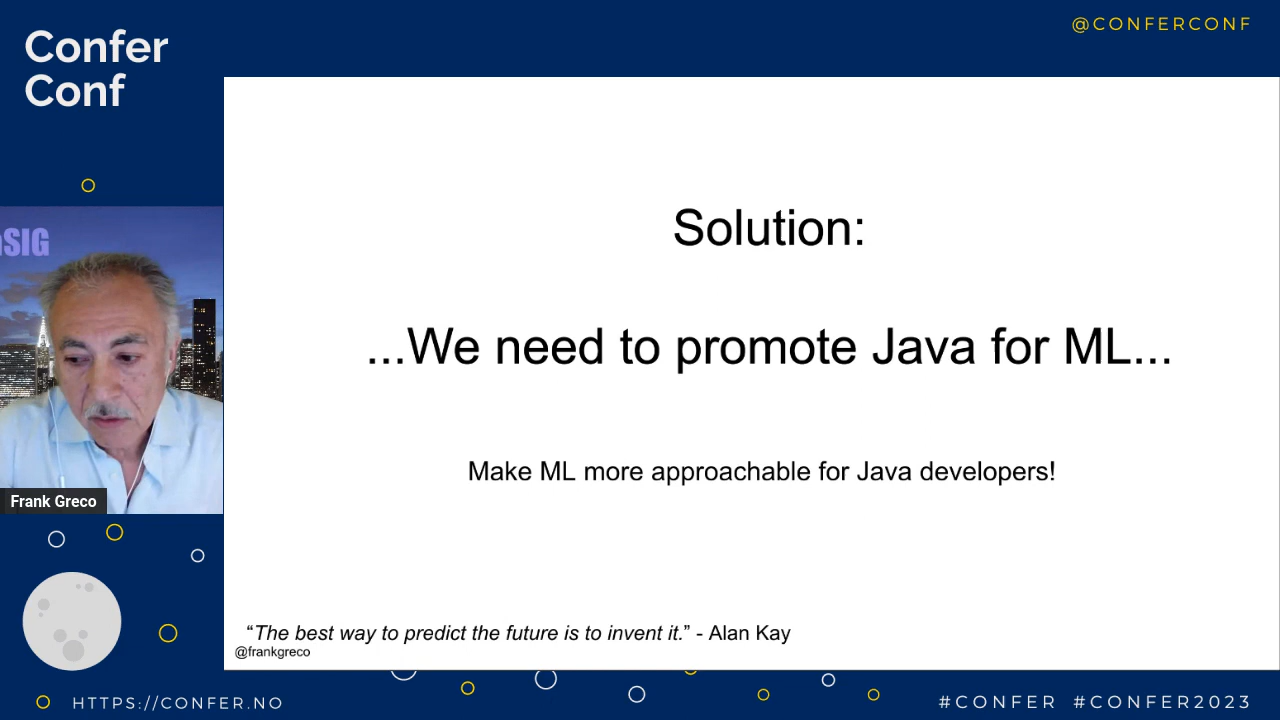 Confer
Conf
@CONFERCONF
aSIG
Frank Greco
Solution:
...We need to promote Java for ML...
Make ML more approachable for Java developers!
“The best way to predict the future is to invent it.” - Alan Kay
@frankgreco
HTTPS://CONFER.NO
#CONFER #CONFER2023